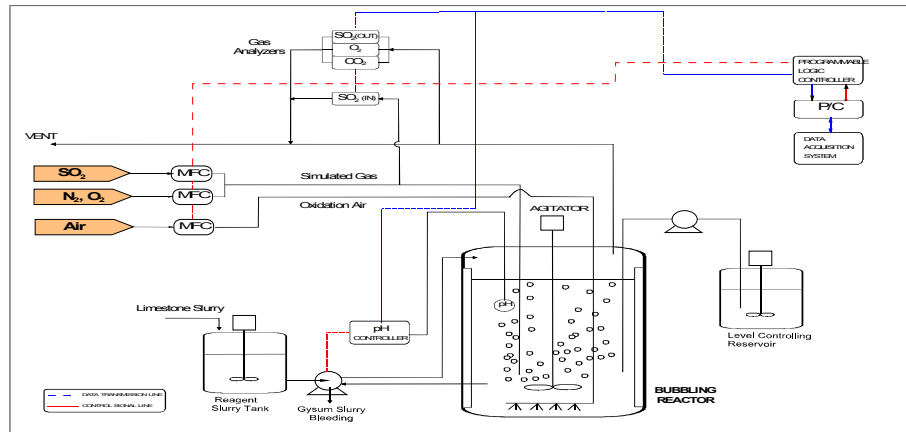 SO2(OUT)
Gas
Analyzers
O2
CO2
SO2 (IN)
PROGRAMMABLE
LOGIC
CONTROLLER
P/C
DATA
ACQUISITION
SYSTEM
VENT
SO2
MFC
Simulated Gas
N2, O2
MFC
Oxidation Air
Air
MFC
AGITATOR
pH
Limestone Slurry
pH
CONTROLLER
Level Controlling
Reservoir
BUBBLING
REACTOR
Reagent
Slurry Tank
Gysum Slurry
Bleeding
DATA TRANSMISSION LINE
CONTROL SIGNAL LINE